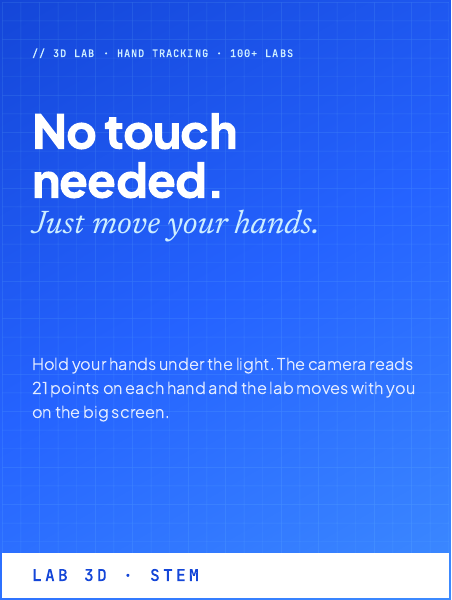 // 3D LAB · HAND TRACKING · 100+ LABS
No touch
needed.
Just move your hands.
Hold your hands under the light. The camera reads
21 points on each hand and the lab moves with you
on the big screen.
LAB 3D · STEM